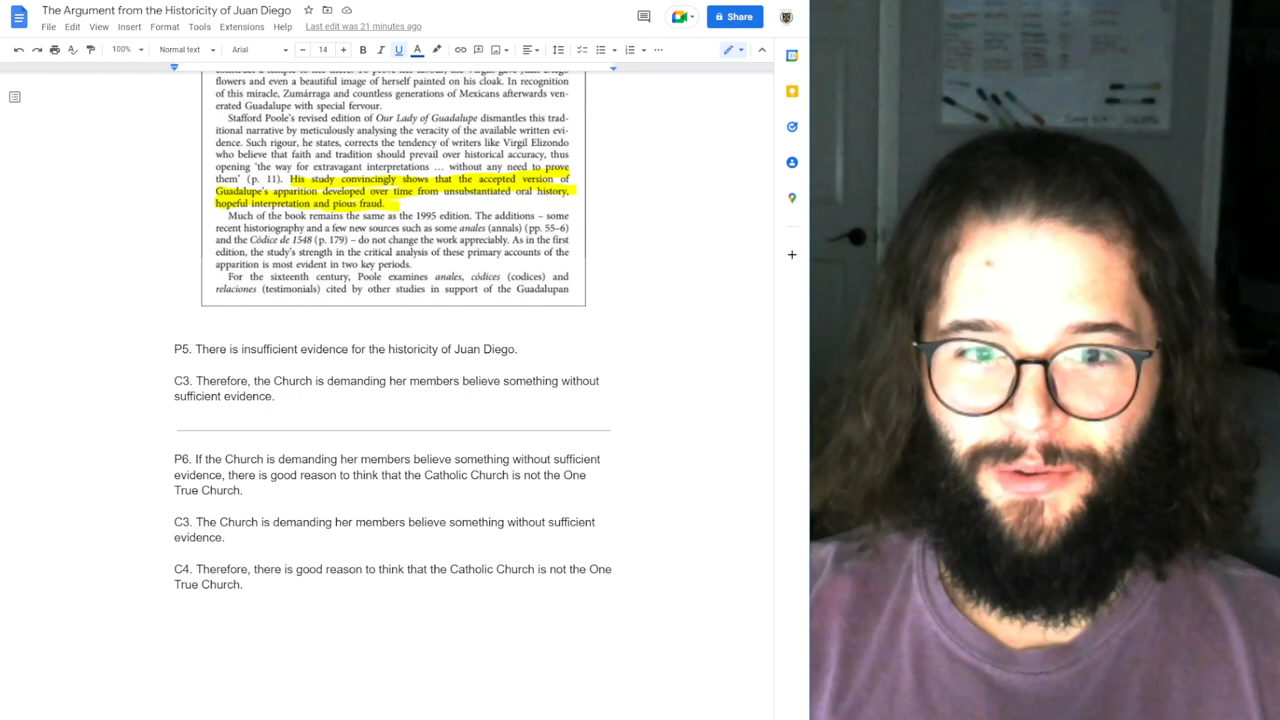 The Argument from the Historicity of Juan Diego
File Edit View Insert Format Tools Extensions Help Last edit was 21 minutes ago
Share
100% Normal text Arial 14 B I U A
flowers and even a beautiful image of herself painted on his cloak. In recognition
of this miracle, Zumárraga and countless generations of Mexicans afterwards ven-
erated Guadalupe with special fervour.
Stafford Poole's revised edition of Our Lady of Guadalupe dismantles this trad-
itional narrative by meticulously analysing the veracity of the available written evi-
dence. Such rigour, he states, corrects the tendency of writers like Virgil Elizondo
who believe that faith and tradition should prevail over historical accuracy, thus
opening 'the way for extravagant interpretations … without any need to prove
them' (p. 11). His study convincingly shows that the accepted version of
Guadalupe's apparition developed over time from unsubstantiated oral history,
hopeful interpretation and pious fraud.
Much of the book remains the same as the 1995 edition. The additions – some
recent historiography and a few new sources such as some anales (annals) (pp. 55–6)
and the Códice de 1548 (p. 179) – do not change the work appreciably. As in the first
edition, the study's strength in the critical analysis of these primary accounts of the
apparition is most evident in two key periods.
For the sixteenth century, Poole examines anales, códices (codices) and
relaciones (testimonials) cited by other studies in support of the Guadalupan
P5. There is insufficient evidence for the historicity of Juan Diego.
C3. Therefore, the Church is demanding her members believe something without
sufficient evidence.
P6. If the Church is demanding her members believe something without sufficient
evidence, there is good reason to think that the Catholic Church is not the One
True Church.
C3. The Church is demanding her members believe something without sufficient
evidence.
C4. Therefore, there is good reason to think that the Catholic Church is not the One
True Church.